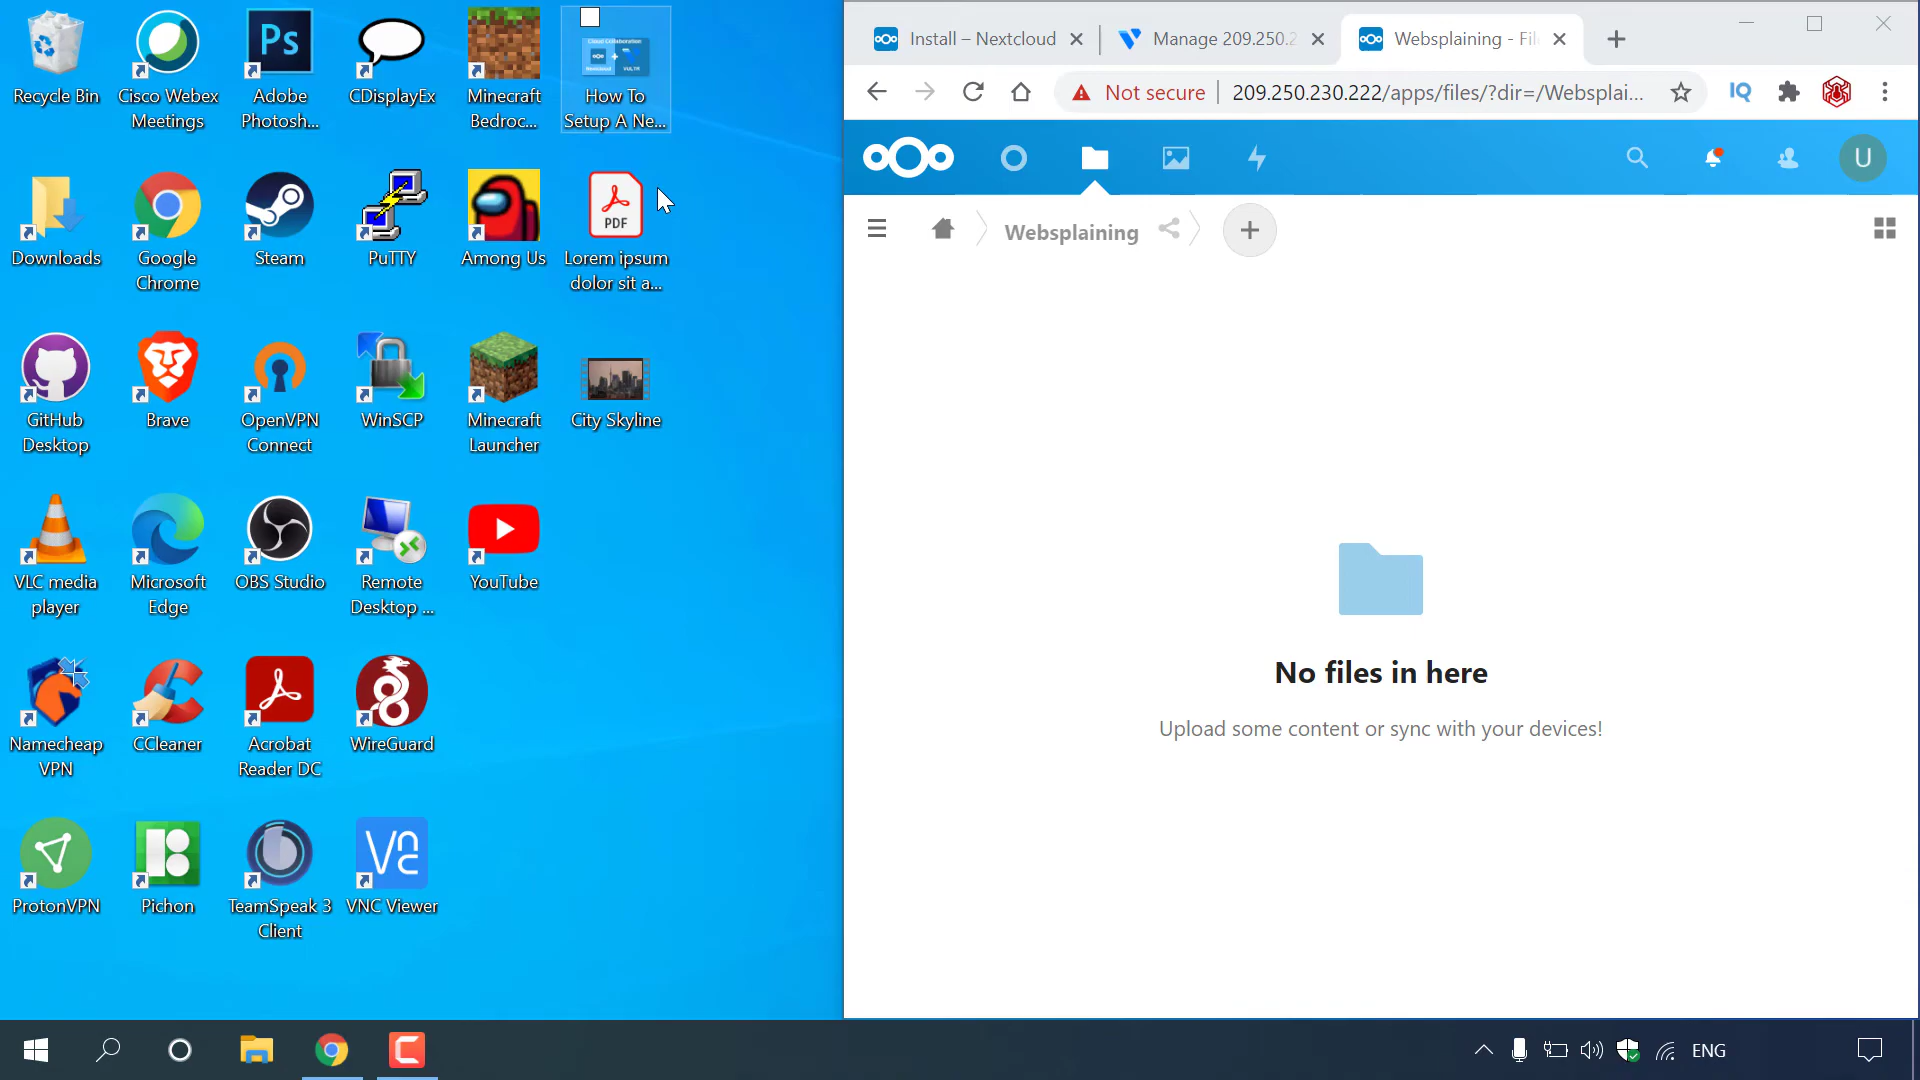 Recycle Bin
Cisco Webex
Meetings
Ps
Adobe
Photosh...
CDisplayEx
Minecraft
Bedroc...
Cloud Collaboration
How To
Setup A Ne...
Downloads
Google
Chrome
Steam
PuTTY
Among Us
PDF
Lorem ipsum
dolor sit a...
GitHub
Desktop
Brave
OpenVPN
Connect
WinSCP
Minecraft
Launcher
City Skyline
VLC media
player
Microsoft
Edge
OBS Studio
Remote
Desktop ...
YouTube
Namecheap
VPN
CCleaner
Acrobat
Reader DC
WireGuard
ProtonVPN
Pichon
TeamSpeak 3
Client
VNC Viewer
Install – Nextcloud
Manage 209.250.2
Websplaining - Fil
Not secure
209.250.230.222/apps/files/?dir=/Websplai...
IQ
U
Websplaining
No files in here
Upload some content or sync with your devices!
ENG